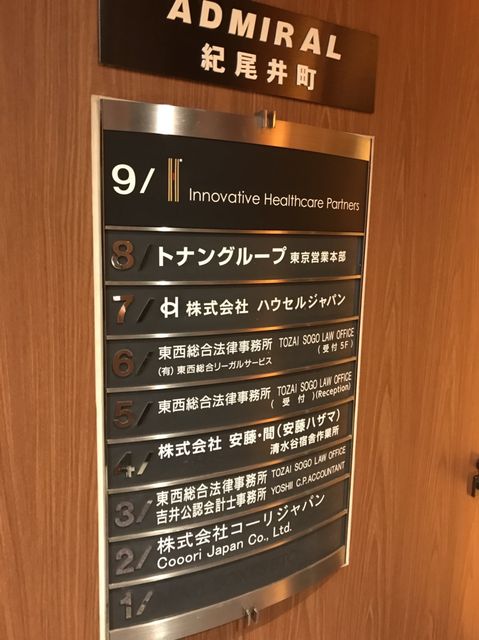 ADMIRAL
紀尾井町
9/ Innovative Healthcare Partners
8/ トナングループ 東京営業本部
7/ 株式会社 ハウゼルジャパン
6/ 東西総合法律事務所 TOZAI SOGO LAW OFFICE
(有)東西総合リーガルサービス (受付5F)
5/ 東西総合法律事務所 TOZAI SOGO LAW OFFICE
(受付)(Reception)
4/ 株式会社 安藤・間(安藤ハザマ)
清水谷宿舎作業所
3/ 東西総合法律事務所 TOZAI SOGO LAW OFFICE
吉井公認会計士事務所 YOSHII C.P.ACCOUNTANT
2/ 株式会社コーリジャパン
Cooori Japan Co., Ltd.
1/